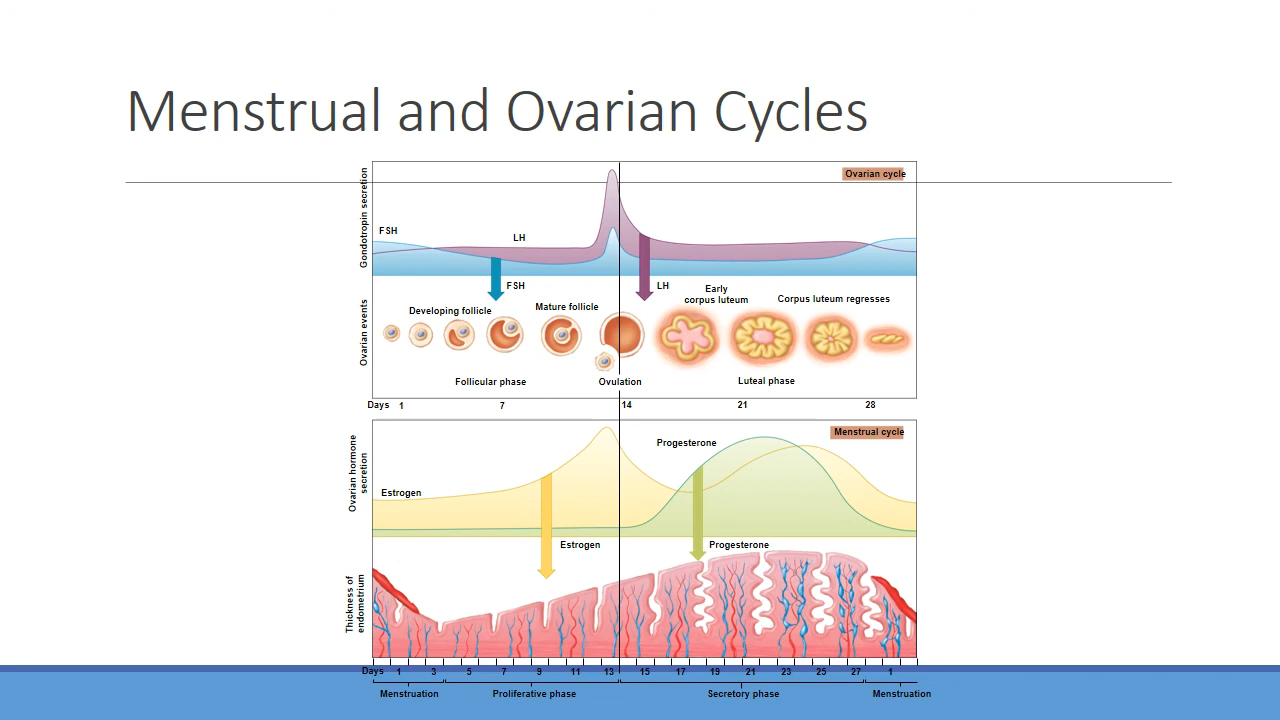 Menstrual and Ovarian Cycles
Gondotropin secretion
Ovarian cycle
FSH
LH
FSH
LH
Ovarian events
Developing follicle
Mature follicle
Early
corpus luteum
Corpus luteum regresses
Follicular phase
Ovulation
Luteal phase
Days 1 7 14 21 28
Ovarian hormone
secretion
Menstrual cycle
Progesterone
Estrogen
Estrogen
Progesterone
Thickness of
endometrium
Days 1 3 5 7 9 11 13 15 17 19 21 23 25 27 1
Menstruation Proliferative phase Secretory phase Menstruation